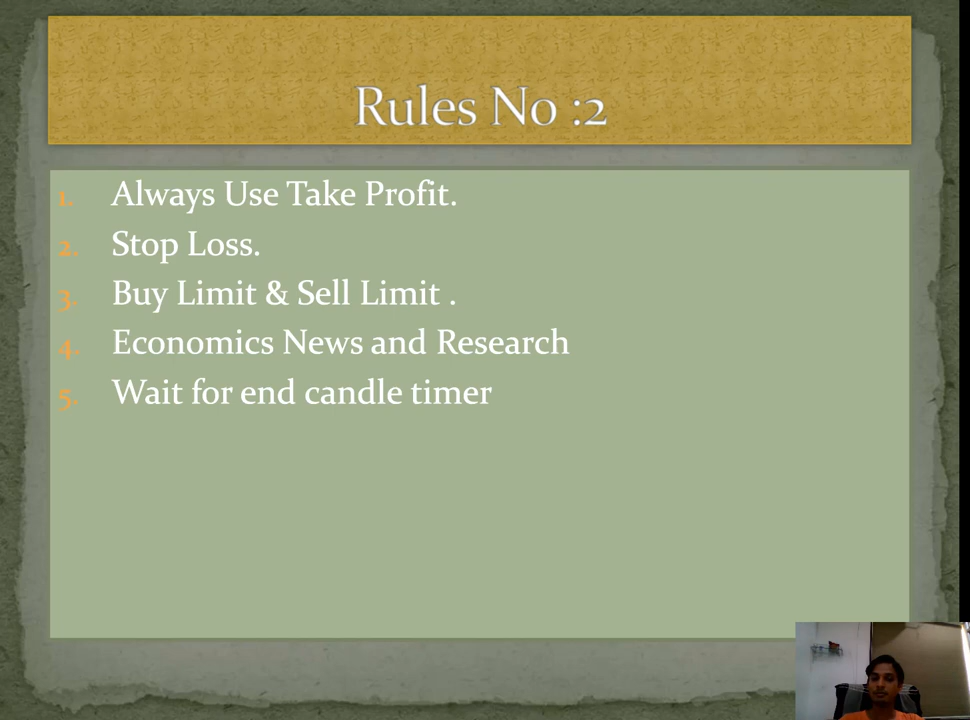 Rules No :2
1. Always Use Take Profit.
2. Stop Loss.
3. Buy Limit & Sell Limit .
4. Economics News and Research
5. Wait for end candle timer